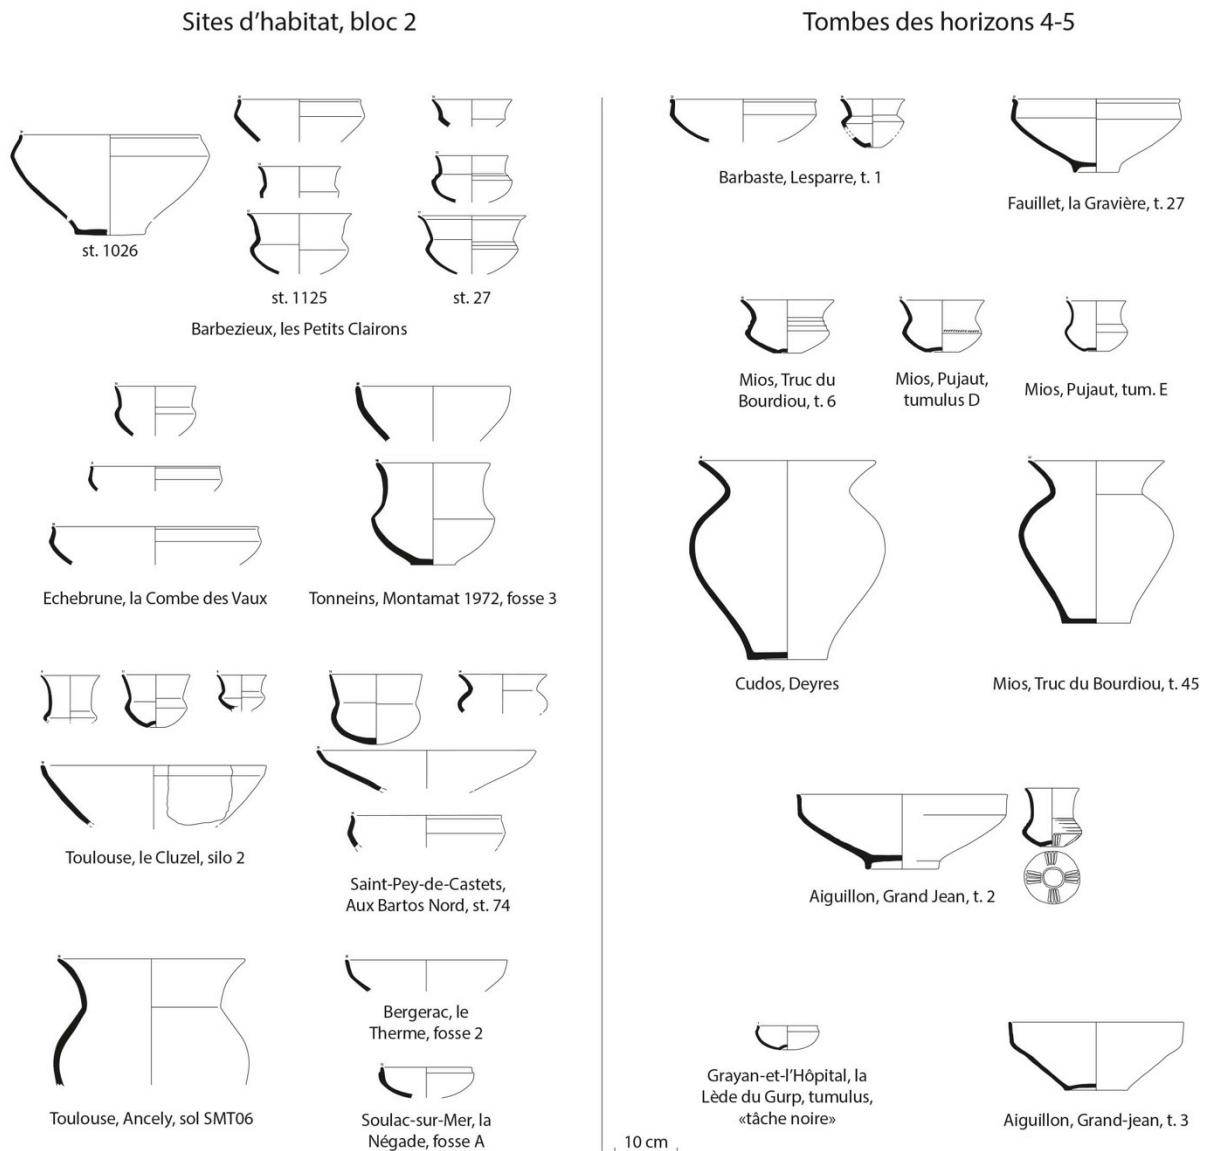 Sites d'habitat, bloc 2
st. 1026
st. 1125
st. 27
Barbezieux, les Petits Clairons
Echebrune, la Combe des Vaux
Tonneins, Montamat 1972, fosse 3
Toulouse, le Cluzel, silo 2
Saint-Pey-de-Castets,
Aux Bartos Nord, st. 74
Toulouse, Ancely, sol SMT06
Bergerac, le
Therme, fosse 2
Soulac-sur-Mer, la
Négade, fosse A
Tombes des horizons 4-5
Barbaste, Lesparre, t. 1
Fauillet, la Gravière, t. 27
Mios, Truc du
Bourdiou, t. 6
Mios, Pujaut,
tumulus D
Mios, Pujaut, tum. E
Cudos, Deyres
Mios, Truc du Bourdiou, t. 45
Aiguillon, Grand Jean, t. 2
Grayan-et-l'Hôpital, la
Lède du Gurp, tumulus,
«tâche noire»
Aiguillon, Grand-jean, t. 3
10 cm